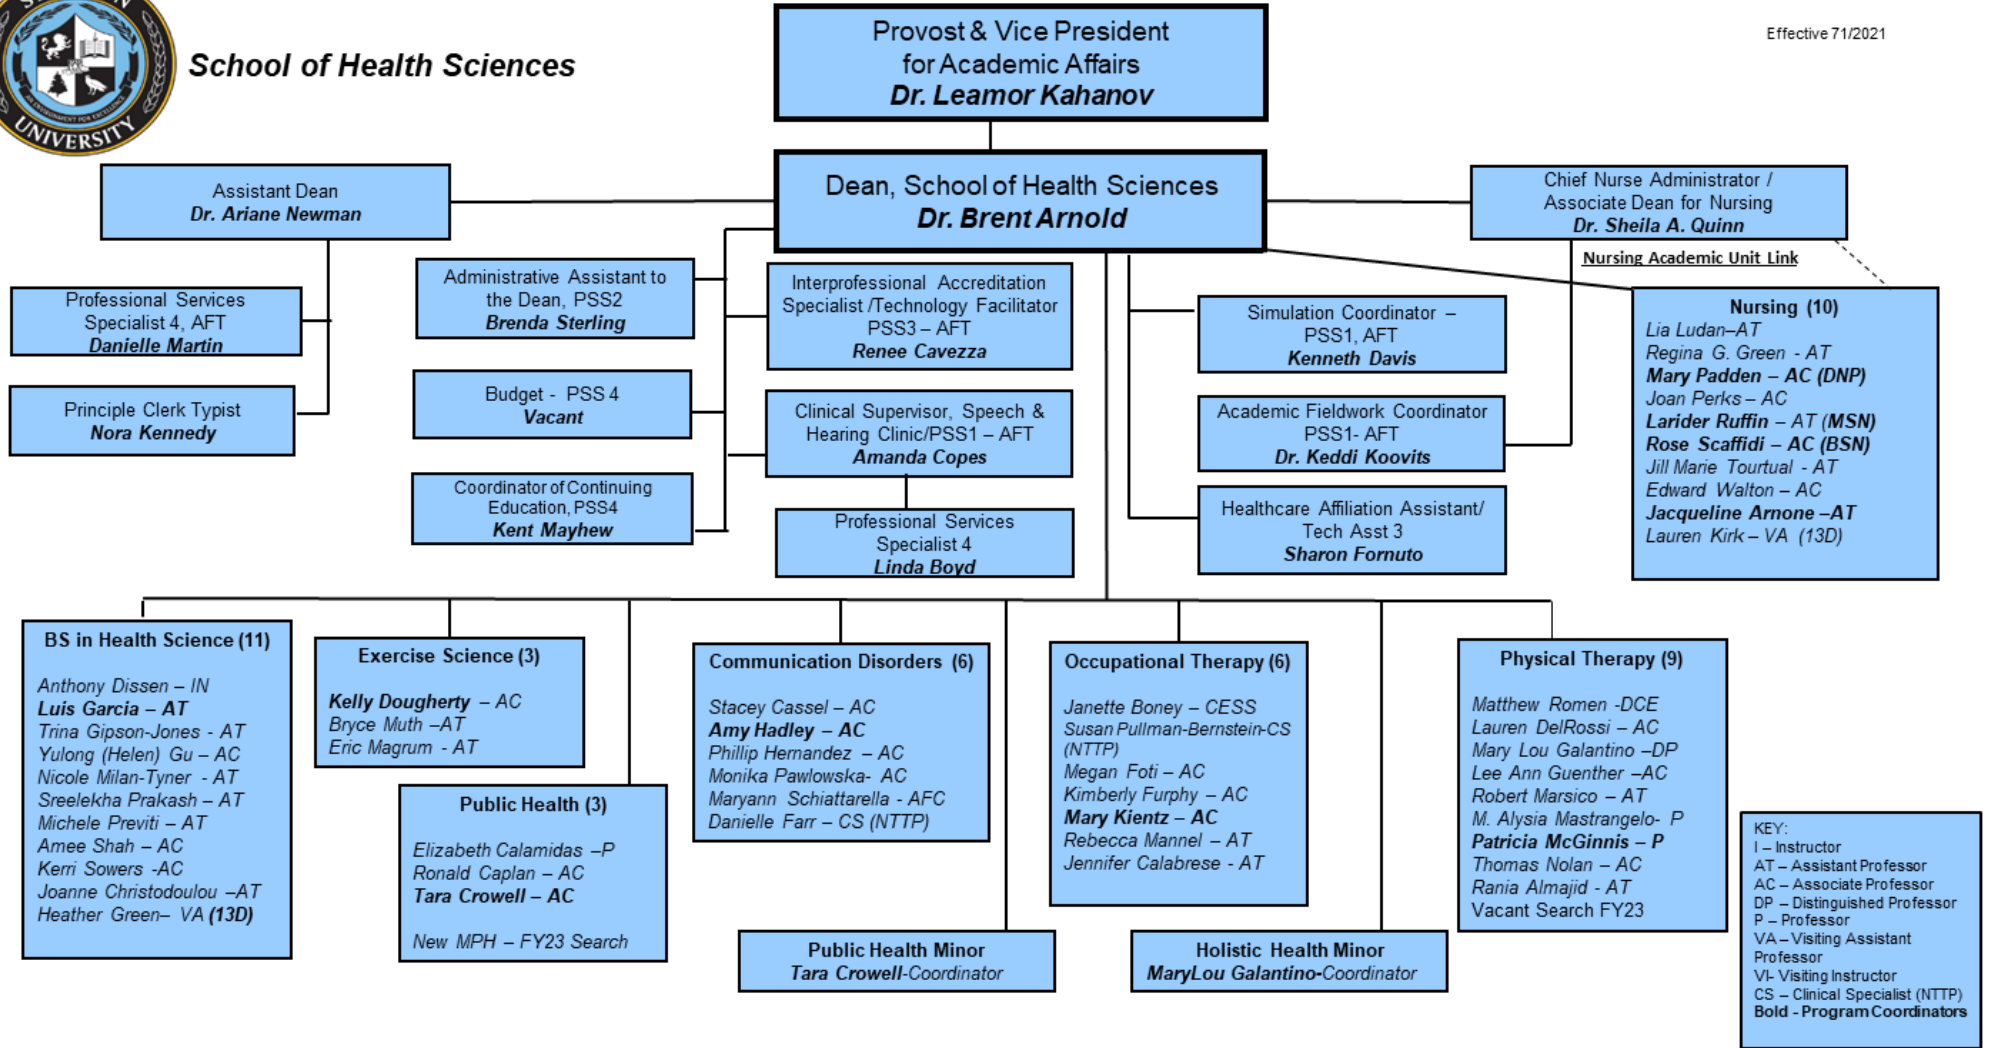 UNIVERSITY
School of Health Sciences
Effective 71/2021
Provost & Vice President
for Academic Affairs
Dr. Leamor Kahanov
Assistant Dean
Dr. Ariane Newman
Dean, School of Health Sciences
Dr. Brent Arnold
Chief Nurse Administrator /
Associate Dean for Nursing
Dr. Sheila A. Quinn
Nursing Academic Unit Link
Professional Services
Specialist 4, AFT
Danielle Martin
Principle Clerk Typist
Nora Kennedy
Administrative Assistant to
the Dean, PSS2
Brenda Sterling
Budget - PSS 4
Vacant
Coordinator of Continuing
Education, PSS4
Kent Mayhew
Interprofessional Accreditation
Specialist /Technology Facilitator
PSS3 – AFT
Renee Cavezza
Clinical Supervisor, Speech &
Hearing Clinic/PSS1 – AFT
Amanda Copes
Professional Services
Specialist 4
Linda Boyd
Simulation Coordinator –
PSS1, AFT
Kenneth Davis
Academic Fieldwork Coordinator
PSS1- AFT
Dr. Keddi Koovits
Healthcare Affiliation Assistant/
Tech Asst 3
Sharon Fornuto
Nursing (10)
Lia Ludan–AT
Regina G. Green - AT
Mary Padden – AC (DNP)
Joan Perks – AC
Larider Ruffin – AT (MSN)
Rose Scaffidi – AC (BSN)
Jill Marie Tourtual - AT
Edward Walton – AC
Jacqueline Arnone –AT
Lauren Kirk – VA (13D)
BS in Health Science (11)
Anthony Dissen – IN
Luis Garcia – AT
Trina Gipson-Jones - AT
Yulong (Helen) Gu – AC
Nicole Milan-Tyner - AT
Sreelekha Prakash – AT
Michele Previti – AT
Amee Shah – AC
Kerri Sowers -AC
Joanne Christodoulou –AT
Heather Green– VA (13D)
Exercise Science (3)
Kelly Dougherty – AC
Bryce Muth –AT
Eric Magrum - AT
Public Health (3)
Elizabeth Calamidas –P
Ronald Caplan – AC
Tara Crowell – AC
New MPH – FY23 Search
Communication Disorders (6)
Stacey Cassel – AC
Amy Hadley – AC
Phillip Hernandez – AC
Monika Pawlowska- AC
Maryann Schiattarella - AFC
Danielle Farr – CS (NTTP)
Public Health Minor
Tara Crowell-Coordinator
Occupational Therapy (6)
Janette Boney – CESS
Susan Pullman-Bernstein-CS
(NTTP)
Megan Foti – AC
Kimberly Furphy – AC
Mary Kientz – AC
Rebecca Mannel – AT
Jennifer Calabrese - AT
Holistic Health Minor
MaryLou Galantino-Coordinator
Physical Therapy (9)
Matthew Romen -DCE
Lauren DelRossi – AC
Mary Lou Galantino –DP
Lee Ann Guenther –AC
Robert Marsico – AT
M. Alysia Mastrangelo- P
Patricia McGinnis – P
Thomas Nolan – AC
Rania Almajid - AT
Vacant Search FY23
KEY:
I – Instructor
AT – Assistant Professor
AC – Associate Professor
DP – Distinguished Professor
P – Professor
VA – Visiting Assistant
Professor
VI- Visiting Instructor
CS – Clinical Specialist (NTTP)
Bold - Program Coordinators